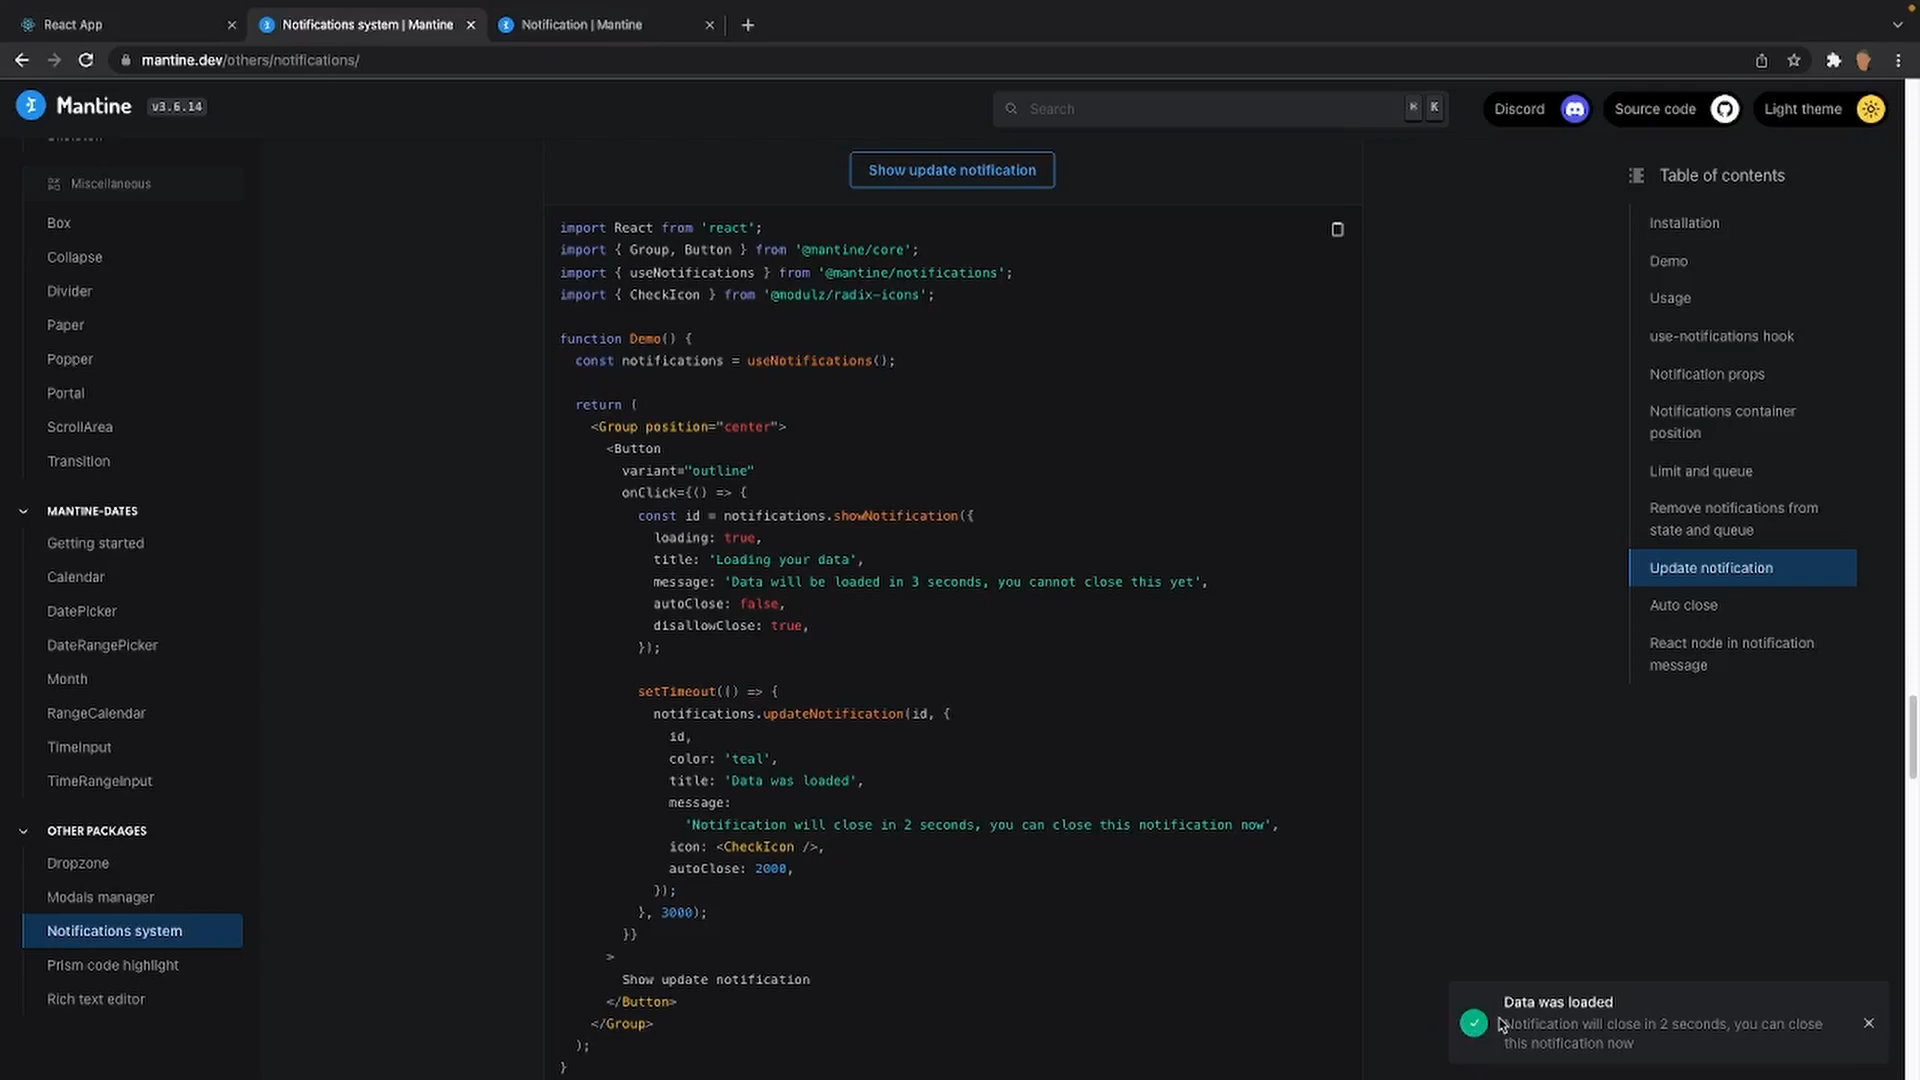 React App
Notifications system | Mantine
Notification | Mantine
mantine.dev/others/notifications/
Mantine
v3.6.14
Search
K
Discord
Source code
Light theme
Miscellaneous
Box
Collapse
Divider
Paper
Popper
Portal
ScrollArea
Transition
MANTINE-DATES
Getting started
Calendar
DatePicker
DateRangePicker
Month
RangeCalendar
TimeInput
TimeRangeInput
OTHER PACKAGES
Dropzone
Modals manager
Notifications system
Prism code highlight
Rich text editor
Show update notification
import React from 'react';
import { Group, Button } from '@mantine/core';
import { useNotifications } from '@mantine/notifications';
import { CheckIcon } from '@modulz/radix-icons';
function Demo() {
const notifications = useNotifications();
return (
<Group position="center">
<Button
variant="outline"
onClick={() => {
const id = notifications.showNotification({
loading: true,
title: 'Loading your data',
message: 'Data will be loaded in 3 seconds, you cannot close this yet',
autoClose: false,
disallowClose: true,
});
setTimeout(() => {
notifications.updateNotification(id, {
id,
color: 'teal',
title: 'Data was loaded',
message:
'Notification will close in 2 seconds, you can close this notification now',
icon: <CheckIcon />,
autoClose: 2000,
});
}, 3000);
}}
>
Show update notification
</Button>
</Group>
);
}
Table of contents
Installation
Demo
Usage
use-notifications hook
Notification props
Notifications container
position
Limit and queue
Remove notifications from
state and queue
Update notification
Auto close
React node in notification
message
Data was loaded
Notification will close in 2 seconds, you can close
this notification now